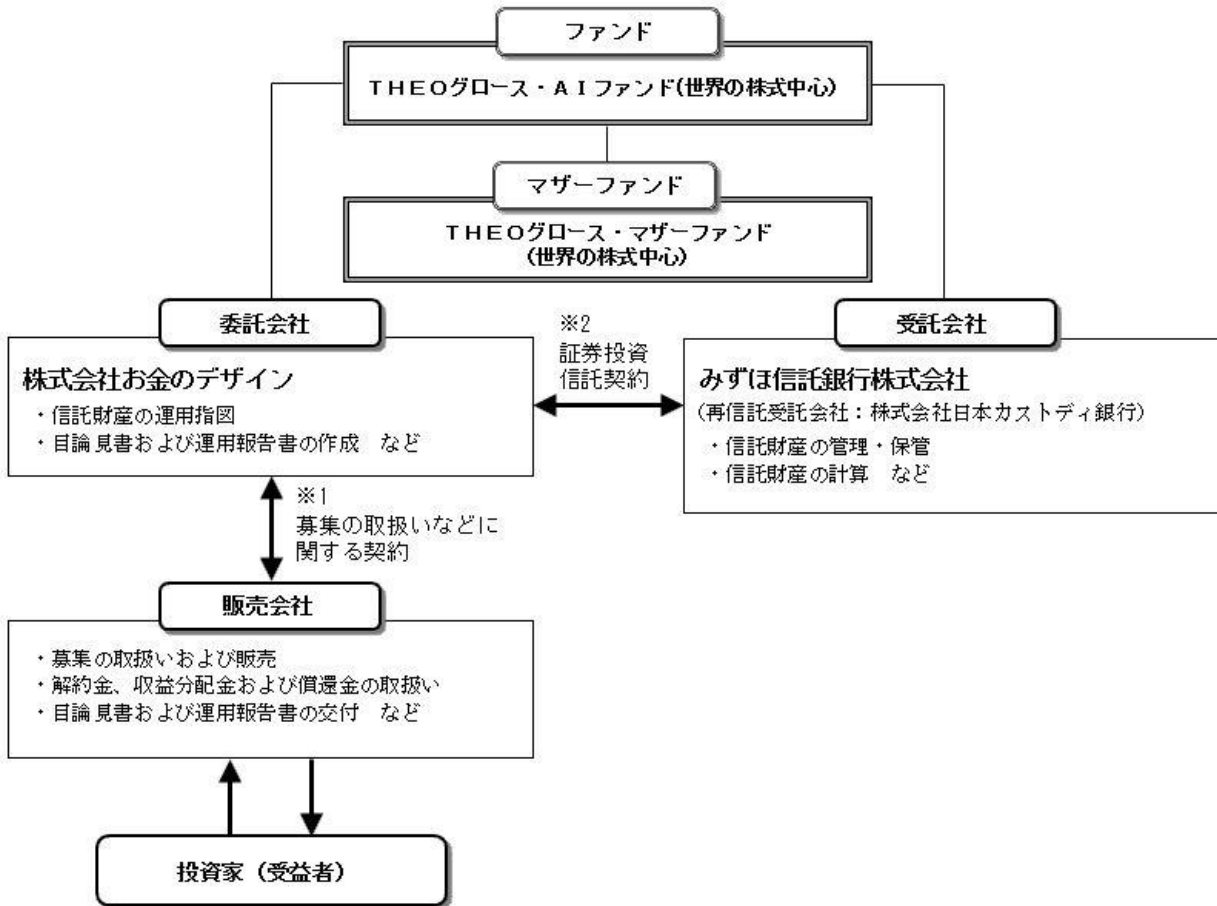 ファンド
THEOグロース・AIファンド(世界の株式中心)
マザーファンド
THEOグロース・マザーファンド
(世界の株式中心)
委託会社
株式会社お金のデザイン
・信託財産の運用指図
・目論見書および運用報告書の作成　など
※2
証券投資
信託契約
受託会社
みずほ信託銀行株式会社
(再信託受託会社：株式会社日本カストディ銀行)
・信託財産の管理・保管
・信託財産の計算　など
※1
募集の取扱いなどに
関する契約
販売会社
・募集の取扱いおよび販売
・解約金、収益分配金および償還金の取扱い
・目論見書および運用報告書の交付　など
投資家（受益者）